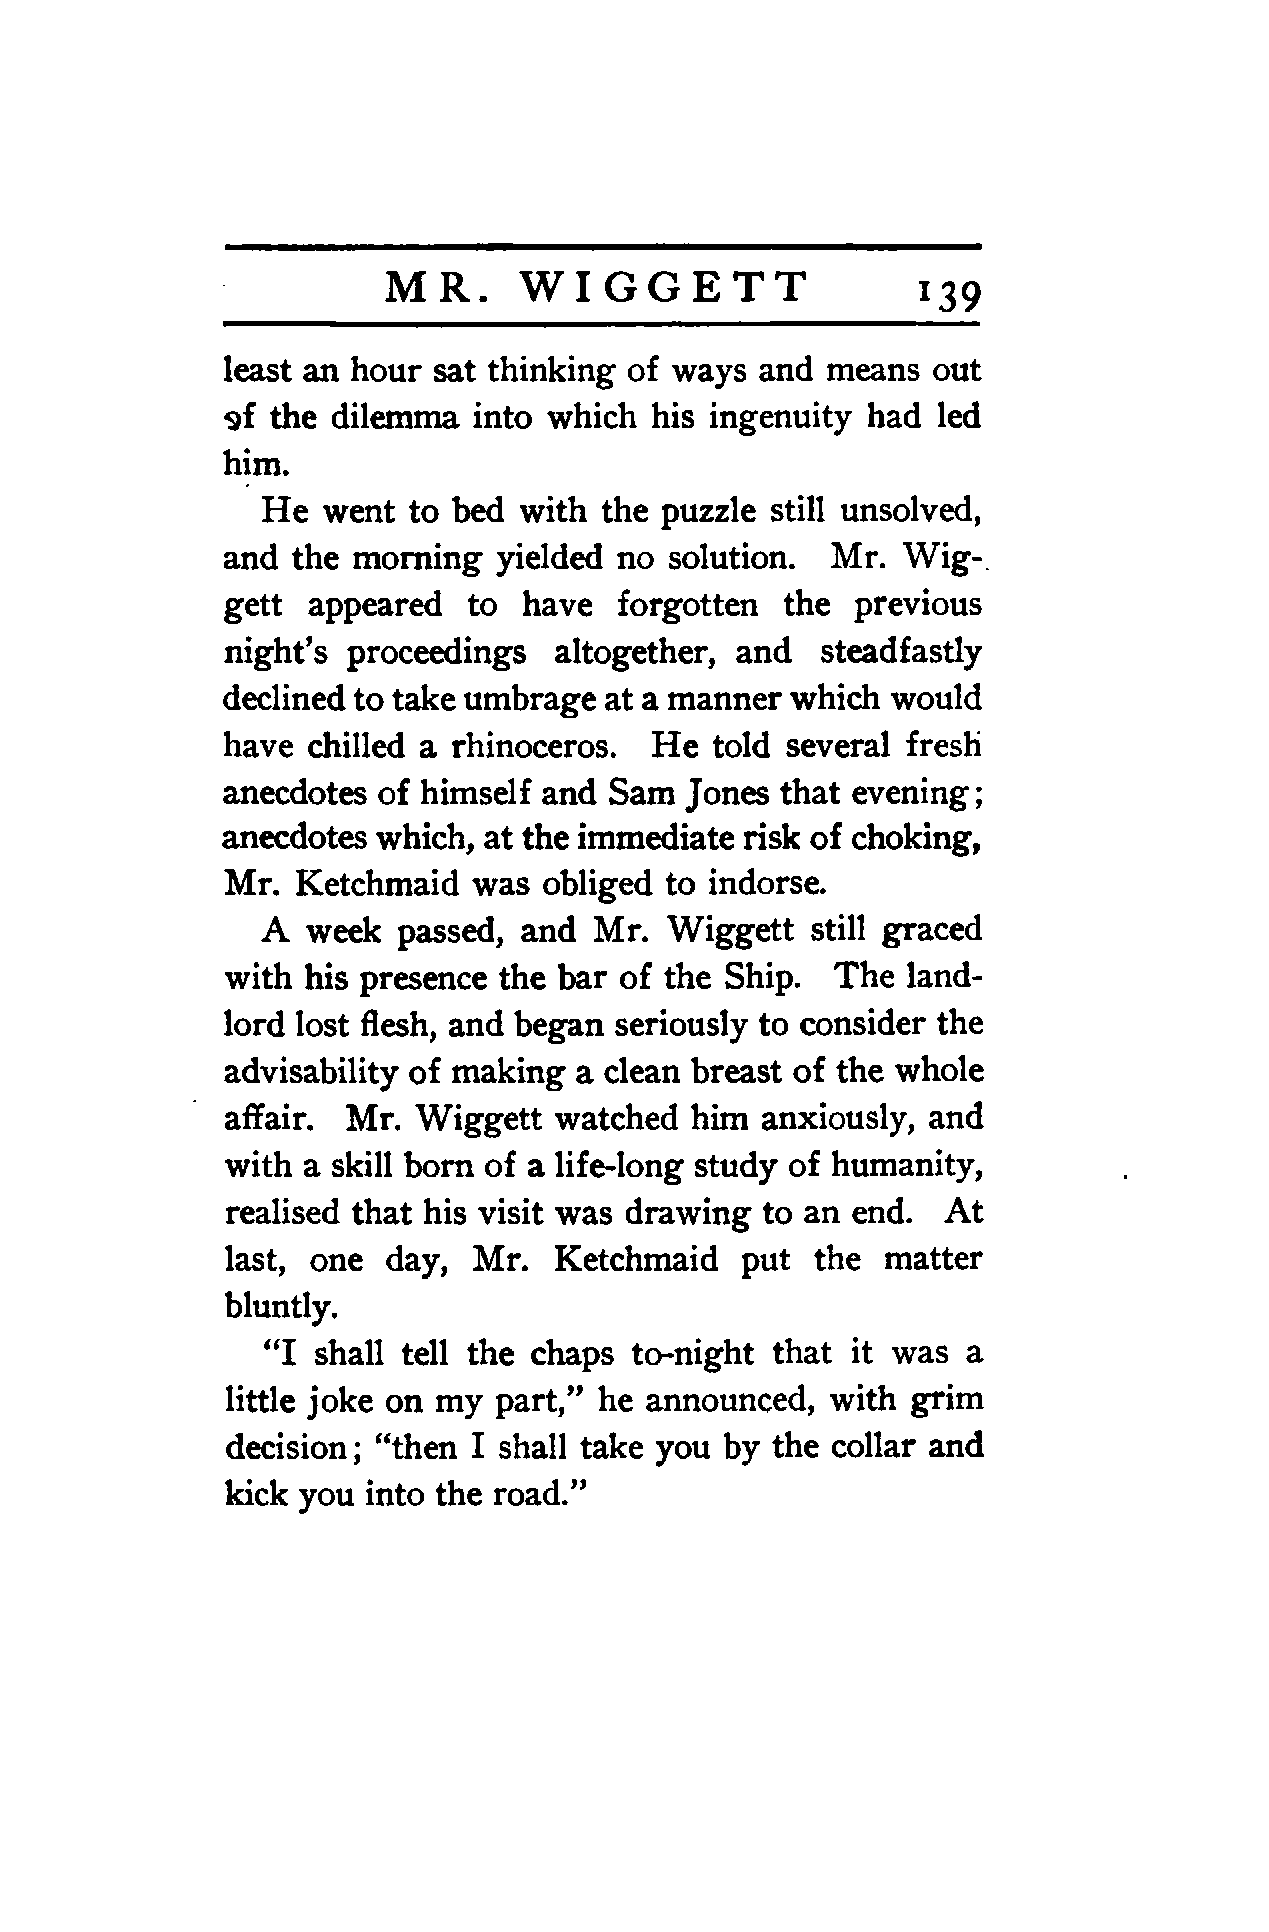 MR. WIGGETT 139
least an hour sat thinking of ways and means out
of the dilemma into which his ingenuity had led
him.
He went to bed with the puzzle still unsolved,
and the morning yielded no solution. Mr. Wig-
gett appeared to have forgotten the previous
night's proceedings altogether, and steadfastly
declined to take umbrage at a manner which would
have chilled a rhinoceros. He told several fresh
anecdotes of himself and Sam Jones that evening;
anecdotes which, at the immediate risk of choking,
Mr. Ketchmaid was obliged to indorse.
A week passed, and Mr. Wiggett still graced
with his presence the bar of the Ship. The land-
lord lost flesh, and began seriously to consider the
advisability of making a clean breast of the whole
affair. Mr. Wiggett watched him anxiously, and
with a skill born of a life-long study of humanity,
realised that his visit was drawing to an end. At
last, one day, Mr. Ketchmaid put the matter
bluntly.
"I shall tell the chaps to-night that it was a
little joke on my part," he announced, with grim
decision; "then I shall take you by the collar and
kick you into the road."